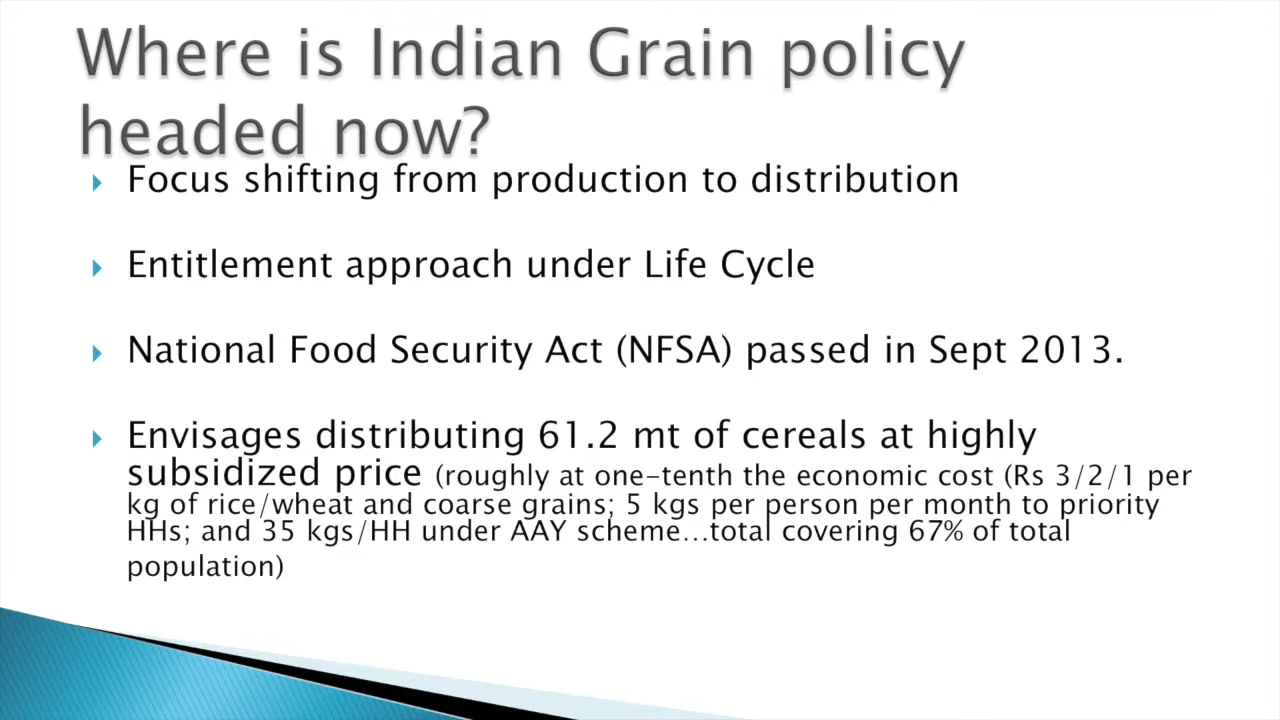 Where is Indian Grain policy
headed now?
Focus shifting from production to distribution
Entitlement approach under Life Cycle
National Food Security Act (NFSA) passed in Sept 2013.
Envisages distributing 61.2 mt of cereals at highly
subsidized price (roughly at one-tenth the economic cost (Rs 3/2/1 per
kg of rice/wheat and coarse grains; 5 kgs per person per month to priority
HHs; and 35 kgs/HH under AAY scheme...total covering 67% of total
population)